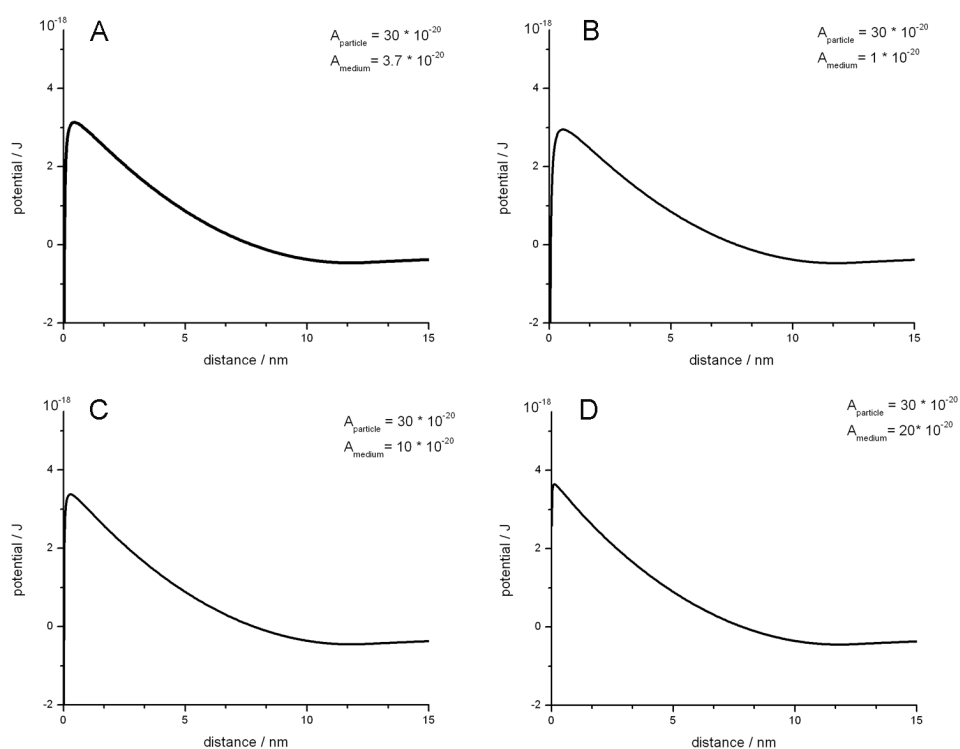 10⁻¹⁸
A
A_particle = 30 * 10⁻²⁰
A_medium = 3.7 * 10⁻²⁰
4
2
0
-2
potential / J
0 5 10 15
distance / nm
10⁻¹⁸
B
A_particle = 30 * 10⁻²⁰
A_medium = 1 * 10⁻²⁰
4
2
0
-2
potential / J
0 5 10 15
distance / nm
10⁻¹⁸
C
A_particle = 30 * 10⁻²⁰
A_medium = 10 * 10⁻²⁰
4
2
0
-2
potential / J
0 5 10 15
distance / nm
10⁻¹⁸
D
A_particle = 30 * 10⁻²⁰
A_medium = 20* 10⁻²⁰
4
2
0
-2
potential / J
0 5 10 15
distance / nm